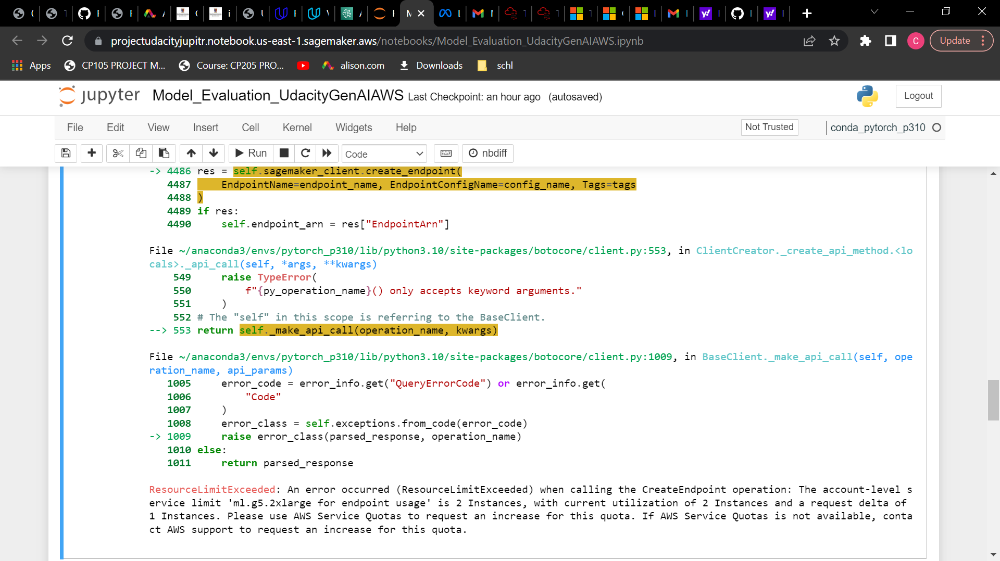 projectudacityjupitr.notebook.us-east-1.sagemaker.aws/notebooks/Model_Evaluation_UdacityGenAIAWS.ipynb
C
Update
Apps
CP105 PROJECT M...
Course: CP205 PRO...
alison.com
Downloads
schl
jupyter
Model_Evaluation_UdacityGenAIAWS Last Checkpoint: an hour ago (autosaved)
Logout
File
Edit
View
Insert
Cell
Kernel
Widgets
Help
Not Trusted
conda_pytorch_p310
Run
Code
nbdiff
-> 4486 res = self.sagemaker_client.create_endpoint(
4487     EndpointName=endpoint_name, EndpointConfigName=config_name, Tags=tags
4488 )
4489 if res:
4490     self.endpoint_arn = res["EndpointArn"]
File ~/anaconda3/envs/pytorch_p310/lib/python3.10/site-packages/botocore/client.py:553, in ClientCreator._create_api_method.<lo
cals>._api_call(self, *args, **kwargs)
549     raise TypeError(
550         f"{py_operation_name}() only accepts keyword arguments."
551     )
552 # The "self" in this scope is referring to the BaseClient.
--> 553 return self._make_api_call(operation_name, kwargs)
File ~/anaconda3/envs/pytorch_p310/lib/python3.10/site-packages/botocore/client.py:1009, in BaseClient._make_api_call(self, ope
ration_name, api_params)
1005     error_code = error_info.get("QueryErrorCode") or error_info.get(
1006         "Code"
1007     )
1008     error_class = self.exceptions.from_code(error_code)
-> 1009     raise error_class(parsed_response, operation_name)
1010 else:
1011     return parsed_response
ResourceLimitExceeded: An error occurred (ResourceLimitExceeded) when calling the CreateEndpoint operation: The account-level s
ervice limit 'ml.g5.2xlarge for endpoint usage' is 2 Instances, with current utilization of 2 Instances and a request delta of
1 Instances. Please use AWS Service Quotas to request an increase for this quota. If AWS Service Quotas is not available, conta
ct AWS support to request an increase for this quota.